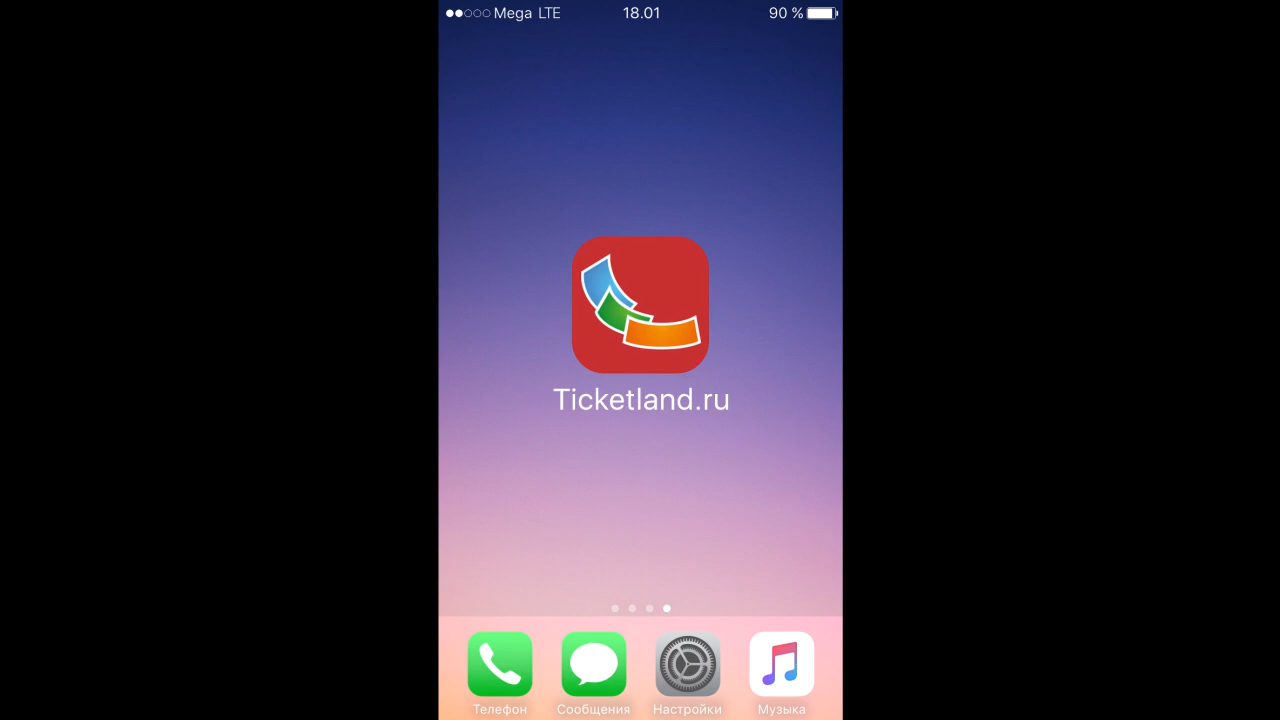 Mega LTE 18.01 90 %
Ticketland.ru
Телефон Сообщения Настройки Музыка